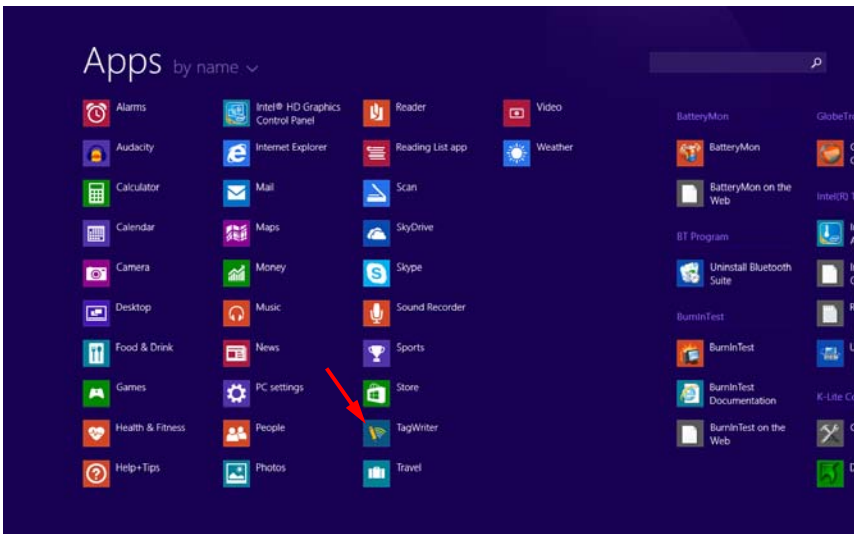 Apps by name
Alarms
Audacity
Calculator
Calendar
Camera
Desktop
Food & Drink
Games
Health & Fitness
Help+Tips
Intel® HD Graphics
Control Panel
Internet Explorer
Mail
Maps
Money
Music
News
PC settings
People
Photos
Reader
Reading List app
Scan
SkyDrive
Skype
Sound Recorder
Sports
Store
TagWriter
Travel
Video
Weather
BatteryMon
BatteryMon
BatteryMon on the
Web
BT Program
Uninstall Bluetooth
Suite
BurnInTest
BurnInTest
BurnInTest
Documentation
BurnInTest on the
Web
Intel(R)
K-Lite